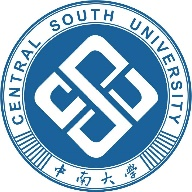 CENTRAL SOUTH UNIVERSITY
中南大学